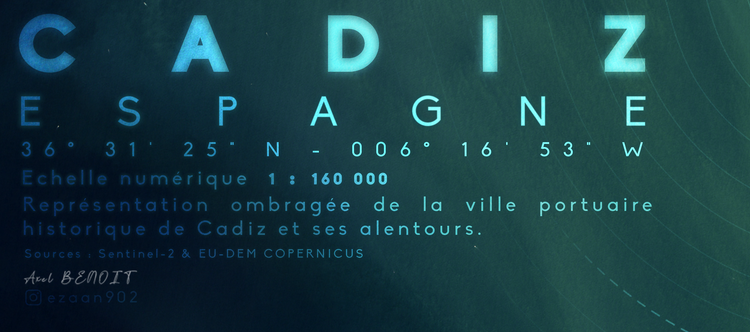 CADIZ
ESPAGNE
36° 31' 25" N - 006° 16' 53" W
Echelle numérique 1 : 160 000
Représentation ombragée de la ville portuaire
historique de Cadiz et ses alentours.
Sources : Sentinel-2 & EU-DEM COPERNICUS
Axel BENOIT
ezaan902